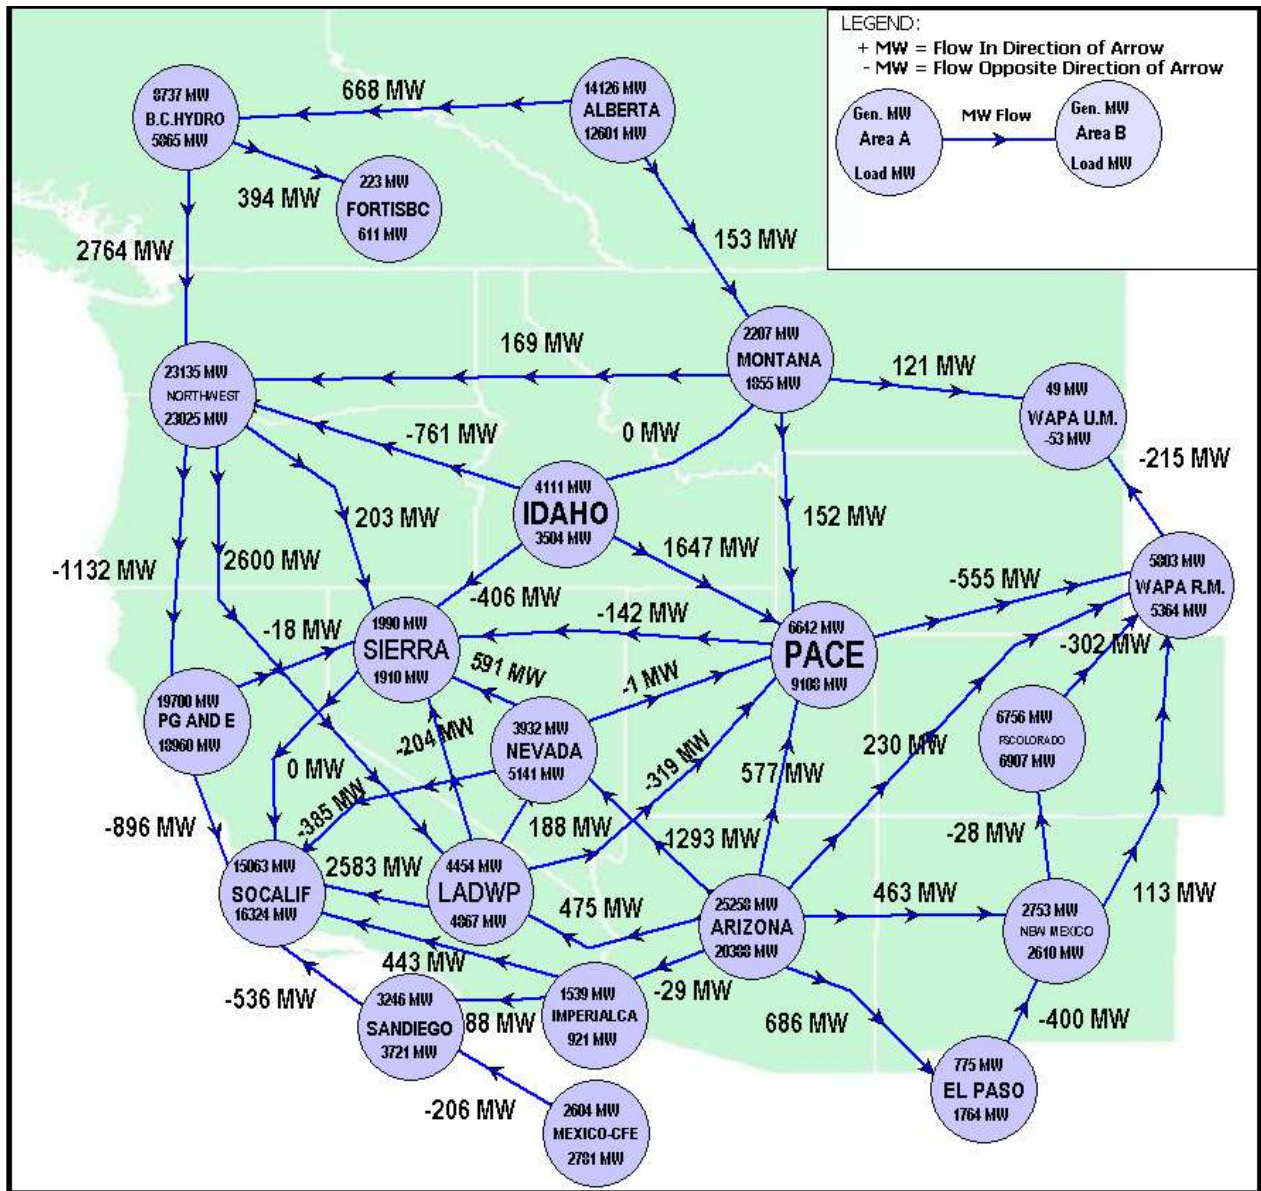 LEGEND:
+ MW = Flow In Direction of Arrow
- MW = Flow Opposite Direction of Arrow
Gen. MW
Area A
Load MW
MW Flow
Gen. MW
Area B
Load MW
8737 MW
B.C.HYDRO
5865 MW
668 MW
14126 MW
ALBERTA
12601 MW
394 MW
223 MW
FORTISBC
611 MW
2764 MW
153 MW
23135 MW
NORTHWEST
23025 MW
169 MW
2207 MW
MONTANA
1855 MW
121 MW
49 MW
WAPA U.M.
-53 MW
-761 MW
0 MW
-215 MW
4111 MW
IDAHO
3504 MW
203 MW
152 MW
2600 MW
1647 MW
-1132 MW
-406 MW
-555 MW
5803 MW
WAPA R.M.
5364 MW
-18 MW
-142 MW
1990 MW
SIERRA
1910 MW
6642 MW
PACE
9108 MW
-302 MW
591 MW
-1 MW
19700 MW
PG AND E
18960 MW
3932 MW
NEVADA
5141 MW
6756 MW
PSCOLORADO
6907 MW
-204 MW
230 MW
0 MW
-319 MW
577 MW
-385 MW
-896 MW
188 MW
1293 MW
-28 MW
15063 MW
SOCALIF
16324 MW
2583 MW
4454 MW
LADWP
4867 MW
475 MW
25258 MW
ARIZONA
20388 MW
463 MW
2753 MW
NEW MEXICO
2610 MW
113 MW
443 MW
-29 MW
-536 MW
3246 MW
SANDIEGO
3721 MW
88 MW
1539 MW
IMPERIALCA
921 MW
686 MW
-400 MW
775 MW
EL PASO
1764 MW
-206 MW
2604 MW
MEXICO-CFE
2781 MW